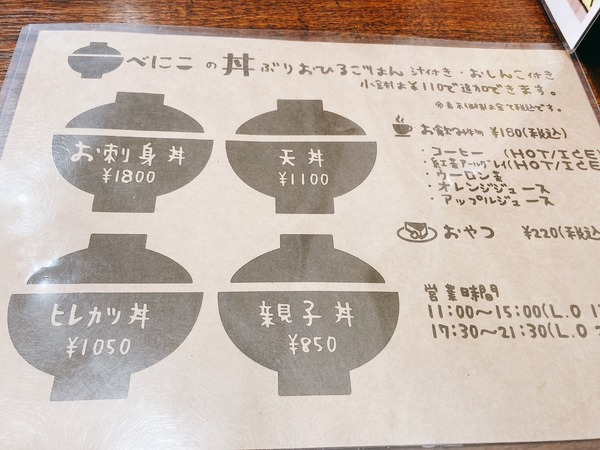 べにこの丼ぶりおひるごはん 汁付き・おしんこ付き
小鉢は¥110で追加できます。
※表示価格は全て税込です。
お刺身丼
¥1800
天丼
¥1100
ヒレカツ丼
¥1050
親子丼
¥850
お飲み物 ¥180(税込)
・コーヒー (HOT/ICE)
・紅茶アールグレイ(HOT/ICE
・ウーロン茶
・オレンジジュース
・アップルジュース
おやつ ¥220(税込
営業時間
11:00～15:00(L.O 1
17:30～21:30(L.O